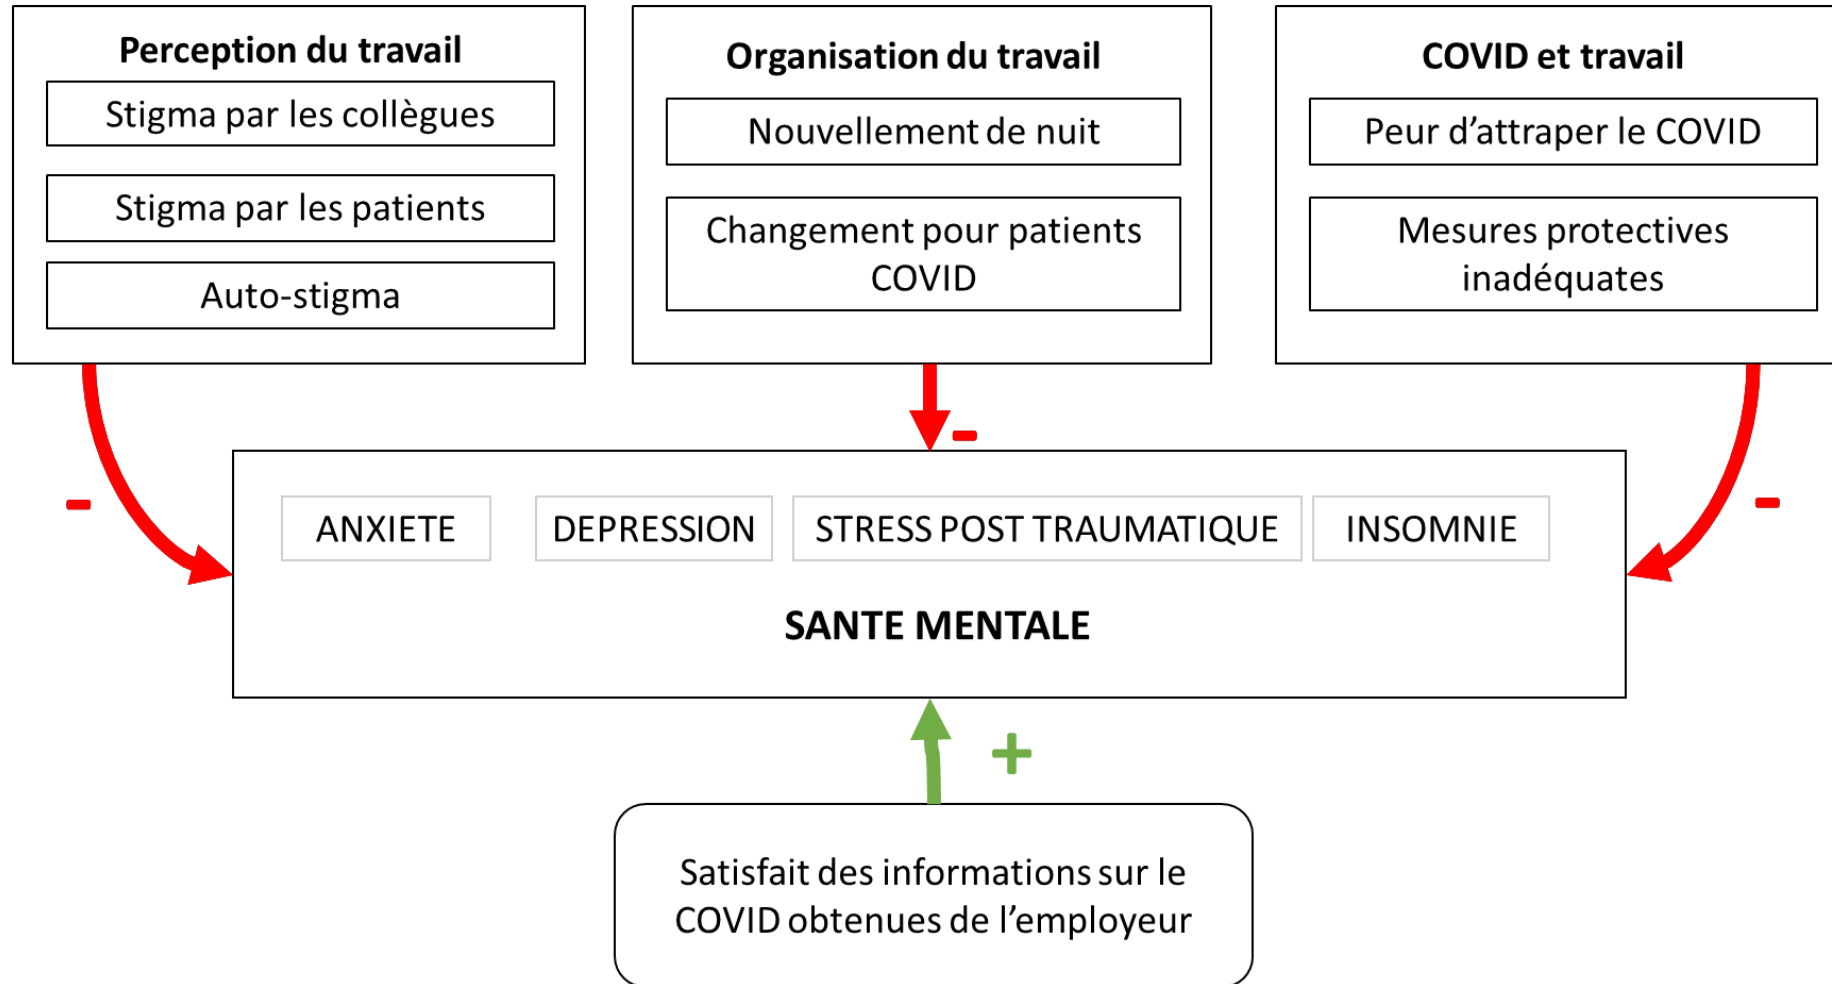 Perception du travail
Stigma par les collègues
Stigma par les patients
Auto-stigma
Organisation du travail
Nouvellement de nuit
Changement pour patients
COVID
COVID et travail
Peur d’attraper le COVID
Mesures protectives
inadéquates
-
-
-
ANXIETE
DEPRESSION
STRESS POST TRAUMATIQUE
INSOMNIE
SANTE MENTALE
+
Satisfait des informations sur le
COVID obtenues de l’employeur